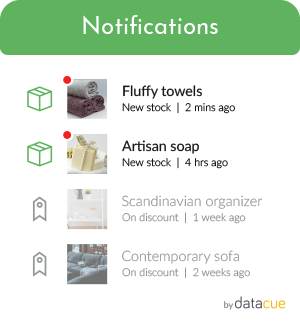 Notifications
Fluffy towels
New stock | 2 mins ago
Artisan soap
New stock | 4 hrs ago
Scandinavian organizer
On discount | 1 week ago
Contemporary sofa
On discount | 2 weeks ago
by datacue